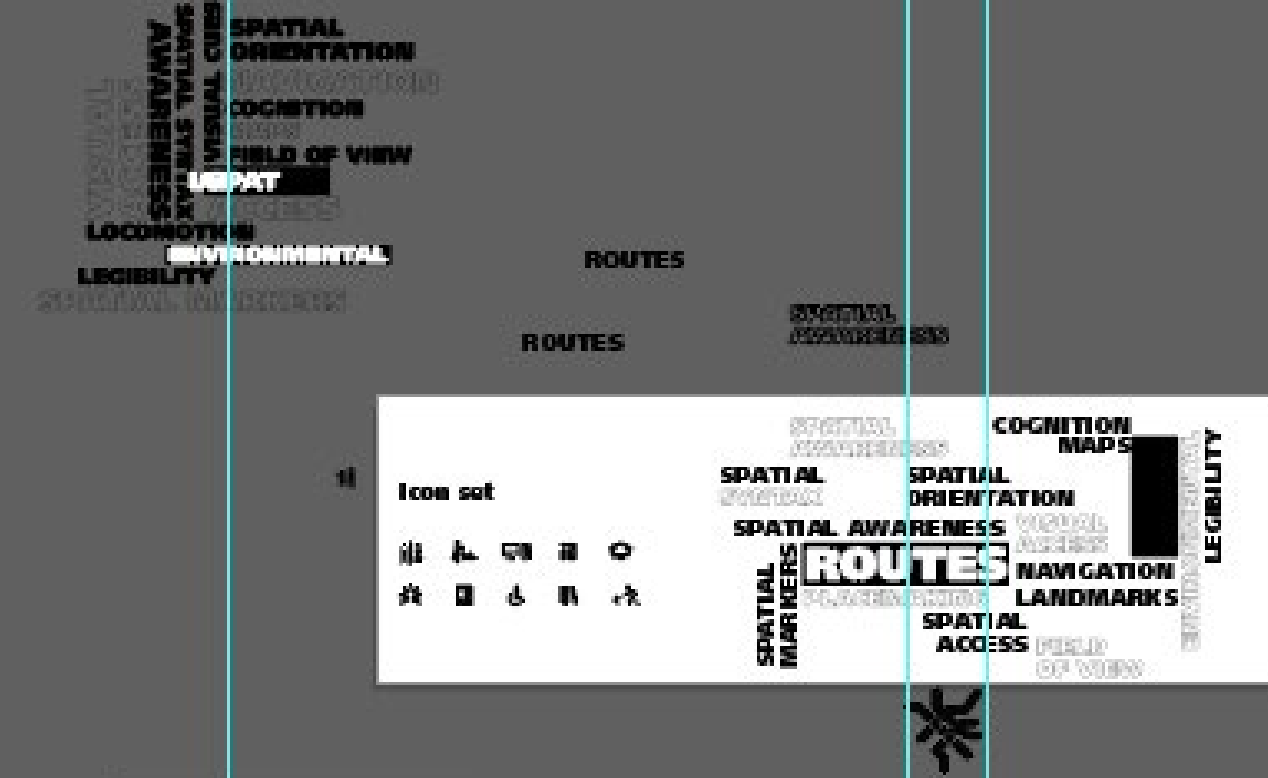 SPATIAL
ORIENTATION
NAVIGATION
COGNITION
FIELD OF VIEW
ACCESS
LOCOMOTION
ENVIRONMENTAL
LEGIBILITY
SPATIAL MARKERS
AWARENESS
SPATIAL SYNTAX
VISUAL
ROUTES
ROUTES
SPATIAL
AWARENESS
Icon set
SPATIAL
AWARENESS
COGNITION
MAPS
SPATIAL
SYNTAX
SPATIAL
ORIENTATION
SPATIAL AWARENESS
VISUAL
ACCESS
ROUTES
NAVIGATION
PLACEMAKING
LANDMARKS
SPATIAL
MARKERS
SPATIAL
ACCESS
FIELD
OF VIEW
ENVIRONMENTAL
LEGIBILITY